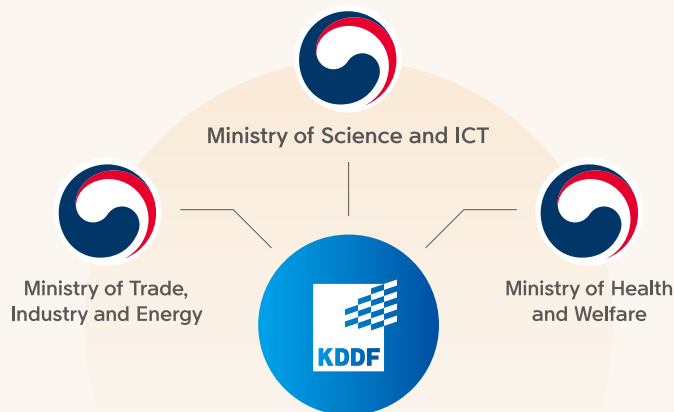 Ministry of Science and ICT
Ministry of Trade,
Industry and Energy
Ministry of Health
and Welfare
KDDF